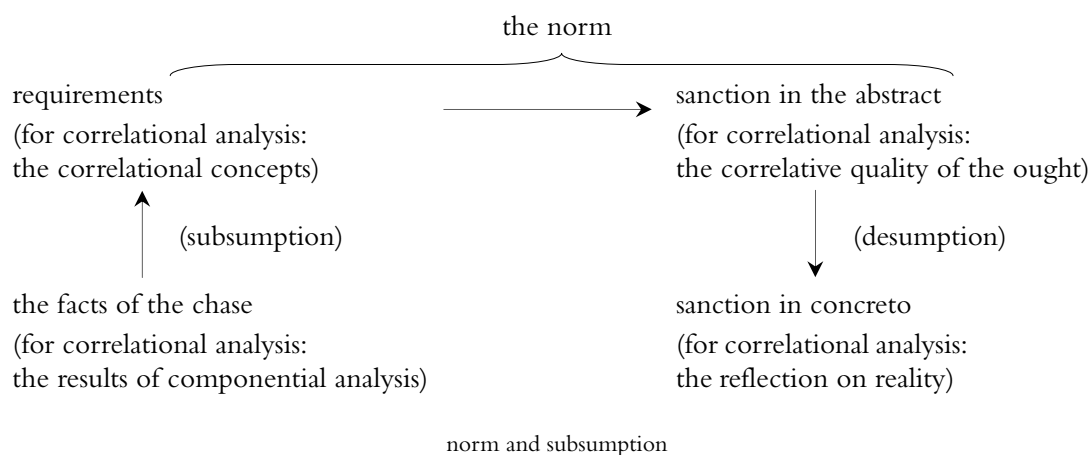 the norm
requirements
(for correlational analysis:
the correlational concepts)
sanction in the abstract
(for correlational analysis:
the correlative quality of the ought)
(subsumption)
(desumption)
the facts of the chase
(for correlational analysis:
the results of componential analysis)
sanction in concreto
(for correlational analysis:
the reflection on reality)
norm and subsumption